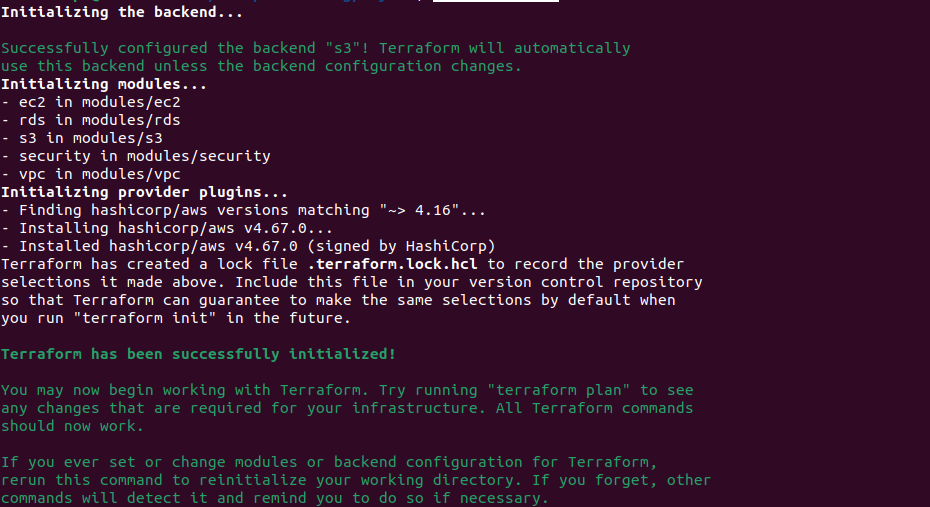 Initializing the backend...
Successfully configured the backend "s3"! Terraform will automatically
use this backend unless the backend configuration changes.
Initializing modules...
- ec2 in modules/ec2
- rds in modules/rds
- s3 in modules/s3
- security in modules/security
- vpc in modules/vpc
Initializing provider plugins...
- Finding hashicorp/aws versions matching "~> 4.16"...
- Installing hashicorp/aws v4.67.0...
- Installed hashicorp/aws v4.67.0 (signed by HashiCorp)
Terraform has created a lock file .terraform.lock.hcl to record the provider
selections it made above. Include this file in your version control repository
so that Terraform can guarantee to make the same selections by default when
you run "terraform init" in the future.
Terraform has been successfully initialized!
You may now begin working with Terraform. Try running "terraform plan" to see
any changes that are required for your infrastructure. All Terraform commands
should now work.
If you ever set or change modules or backend configuration for Terraform,
rerun this command to reinitialize your working directory. If you forget, other
commands will detect it and remind you to do so if necessary.